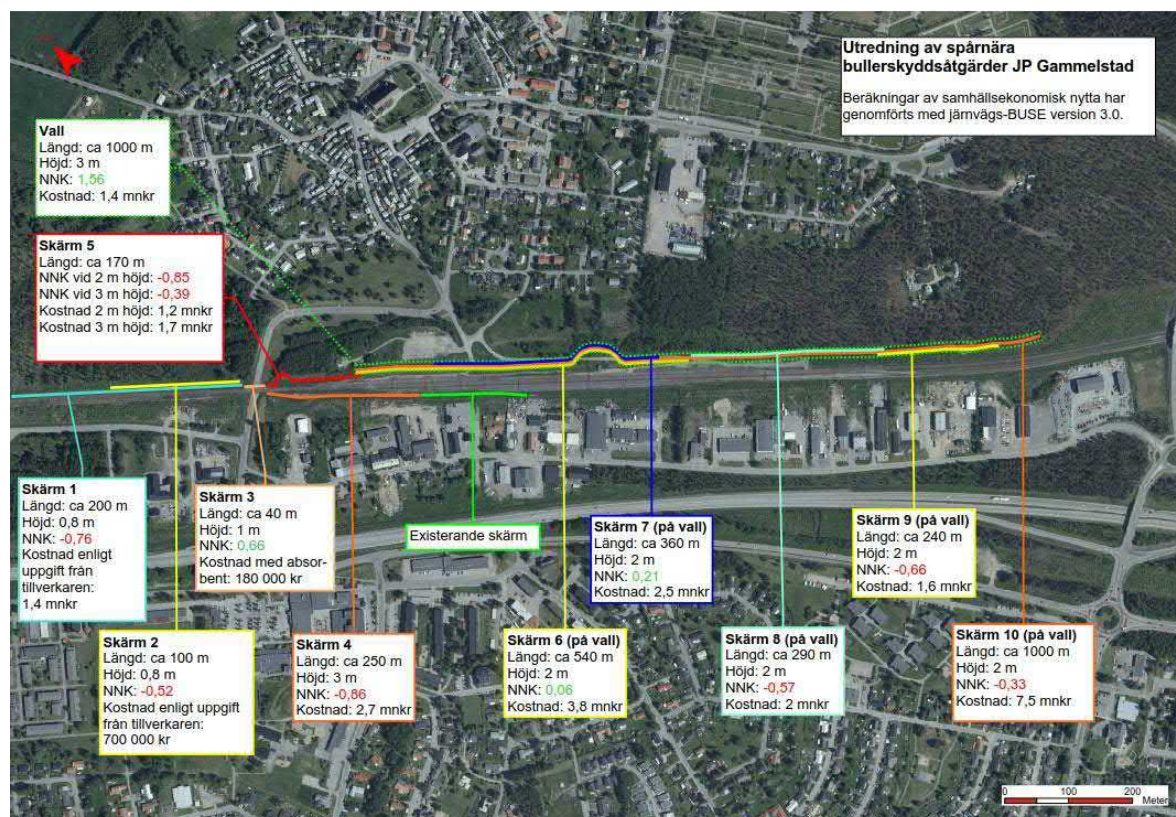 Utredning av spårnära
bullerskyddsåtgärder JP Gammelstad
Beräkningar av samhällsekonomisk nytta har
genomförts med järnvägs-BUSE version 3.0.
Vall
Längd: ca 1000 m
Höjd: 3 m
NNK: 1,56
Kostnad: 1,4 mnkr
Skärm 5
Längd: ca 170 m
NNK vid 2 m höjd: -0,85
NNK vid 3 m höjd: -0,39
Kostnad 2 m höjd: 1,2 mnkr
Kostnad 3 m höjd: 1,7 mnkr
Skärm 1
Längd: ca 200 m
Höjd: 0,8 m
NNK: -0,76
Kostnad enligt
uppgift från
tillverkaren:
1,4 mnkr
Skärm 2
Längd: ca 100 m
Höjd: 0,8 m
NNK: -0,52
Kostnad enligt uppgift
från tillverkaren:
700 000 kr
Skärm 3
Längd: ca 40 m
Höjd: 1 m
NNK: 0,66
Kostnad med absor-
bent: 180 000 kr
Skärm 4
Längd: ca 250 m
Höjd: 3 m
NNK: -0,86
Kostnad: 2,7 mnkr
Existerande skärm
Skärm 6 (på vall)
Längd: ca 540 m
Höjd: 2 m
NNK: 0,06
Kostnad: 3,8 mnkr
Skärm 7 (på vall)
Längd: ca 360 m
Höjd: 2 m
NNK: 0,21
Kostnad: 2,5 mnkr
Skärm 8 (på vall)
Längd: ca 290 m
Höjd: 2 m
NNK: -0,57
Kostnad: 2 mnkr
Skärm 9 (på vall)
Längd: ca 240 m
Höjd: 2 m
NNK: -0,66
Kostnad: 1,6 mnkr
Skärm 10 (på vall)
Längd: ca 1000 m
Höjd: 2 m
NNK: -0,33
Kostnad: 7,5 mnkr
0 100 200
Meter